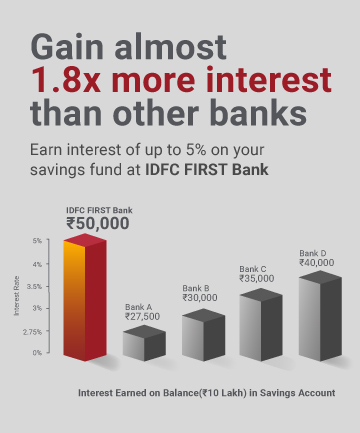 Gain almost
1.8x more interest
than other banks
Earn interest of up to 5% on your
savings fund at IDFC FIRST Bank
IDFC FIRST Bank
₹50,000
Bank D
₹40,000
Bank C
₹35,000
Bank B
₹30,000
Bank A
₹27,500
Interest Rate
5%
4%
3.5%
3%
2.75%
0%
Interest Earned on Balance(₹10 Lakh) in Savings Account